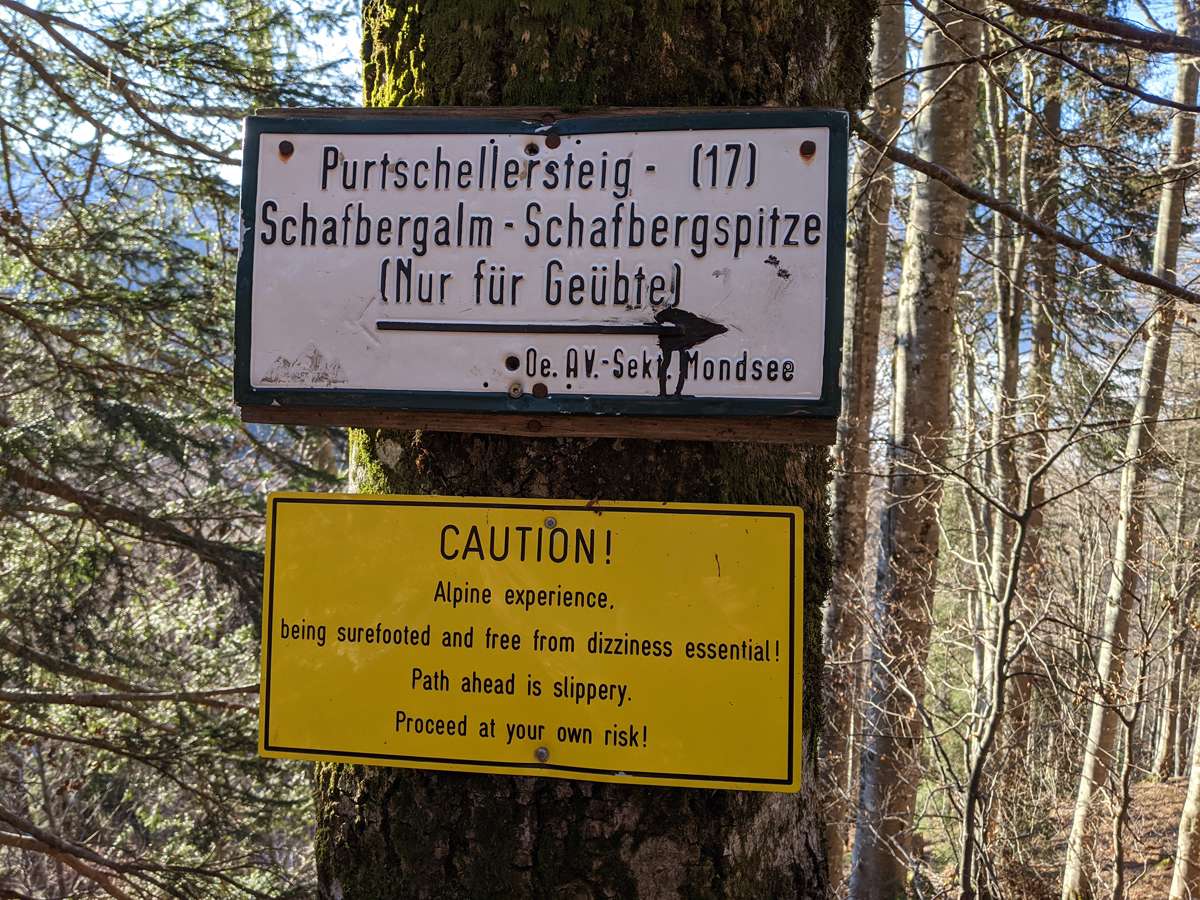 Purtschellersteig - (17)
Schafbergalm - Schafbergspitze
(Nur für Geübte)
Oe. AV.-Sekt. Mondsee
CAUTION!
Alpine experience,
being surefooted and free from dizziness essential!
Path ahead is slippery.
Proceed at your own risk!